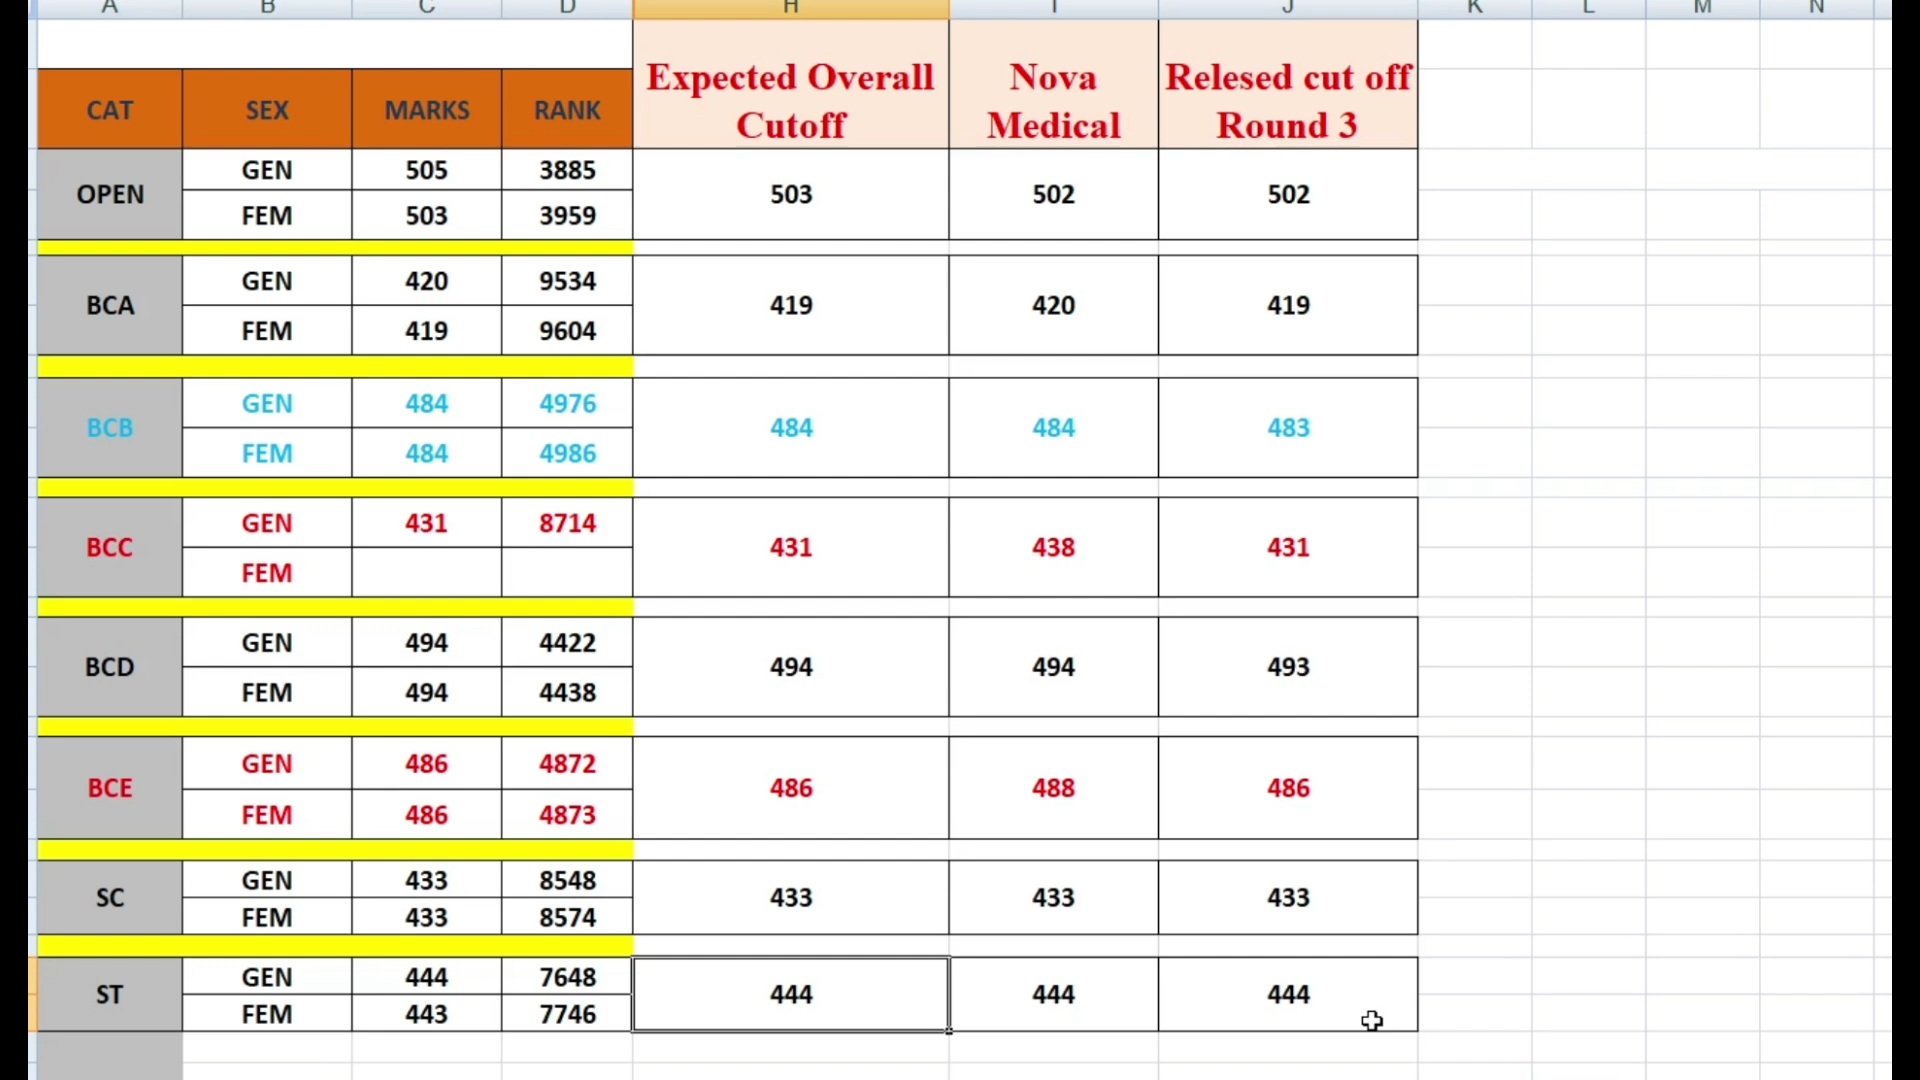 A B C D H I J K L M N
Expected Overall Cutoff Nova Medical Relesed cut off Round 3
CAT SEX MARKS RANK
OPEN GEN 505 3885 503 502 502
FEM 503 3959
BCA GEN 420 9534 419 420 419
FEM 419 9604
BCB GEN 484 4976 484 484 483
FEM 484 4986
BCC GEN 431 8714 431 438 431
FEM
BCD GEN 494 4422 494 494 493
FEM 494 4438
BCE GEN 486 4872 486 488 486
FEM 486 4873
SC GEN 433 8548 433 433 433
FEM 433 8574
ST GEN 444 7648 444 444 444
FEM 443 7746